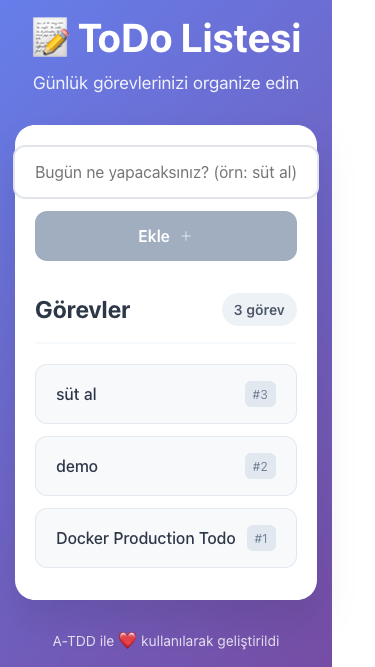 📝 ToDo Listesi
Günlük görevlerinizi organize edin
Bugün ne yapacaksınız? (örn: süt al)
Ekle +
Görevler 3 görev
süt al #3
demo #2
Docker Production Todo #1
A-TDD ile ❤️ kullanılarak geliştirildi